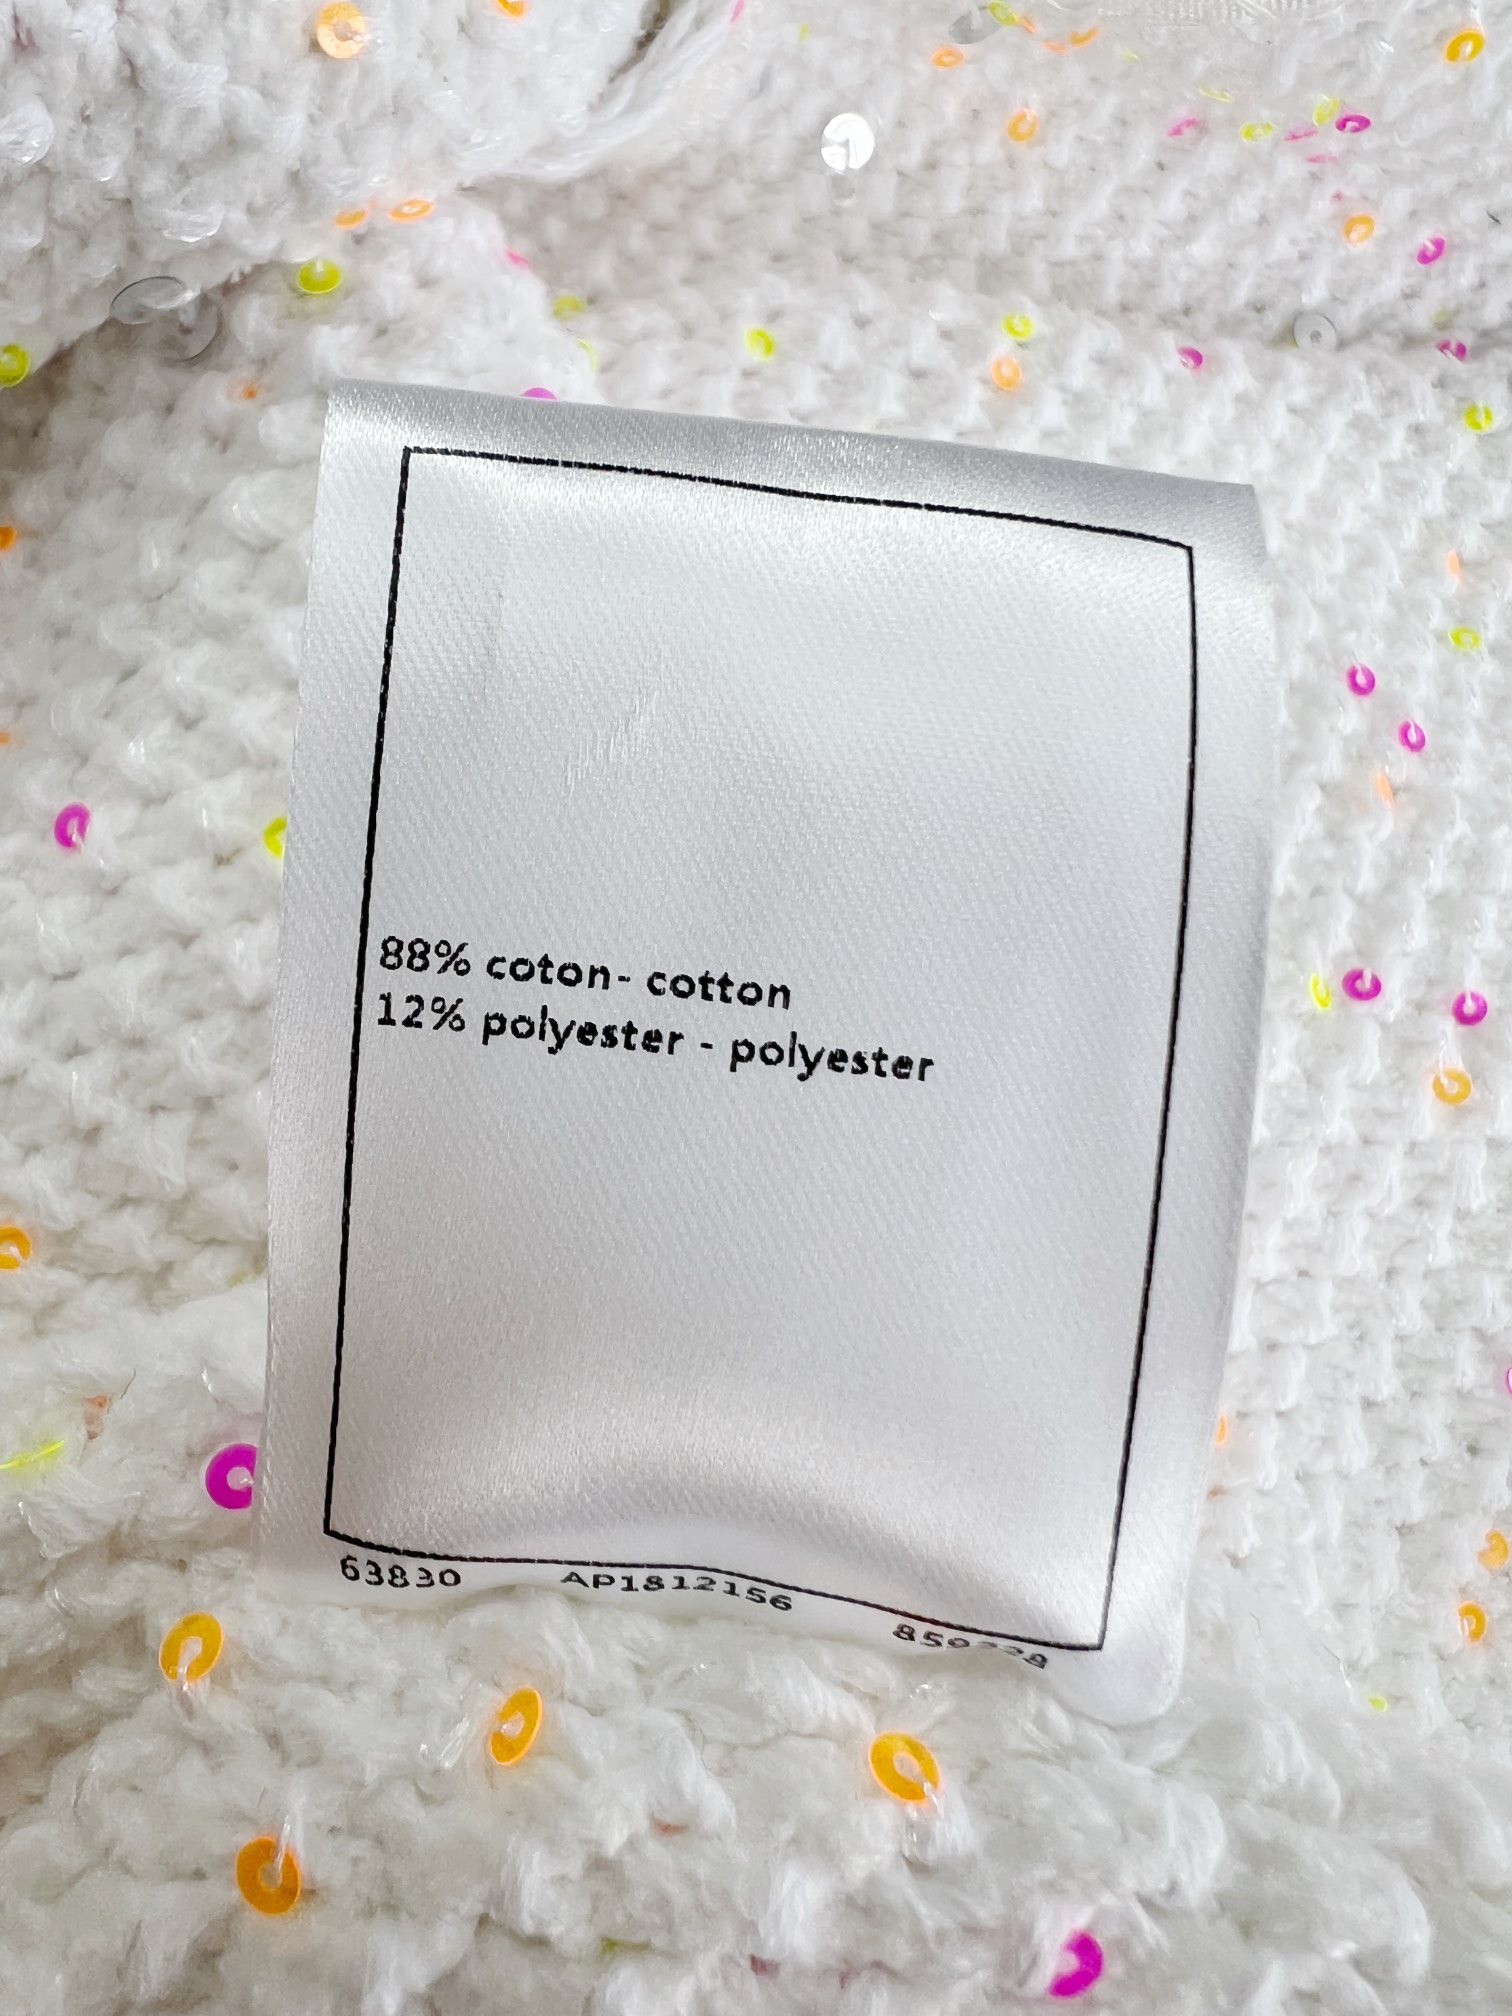 88% coton- cotton
12% polyester - polyester
63830 AP1812156